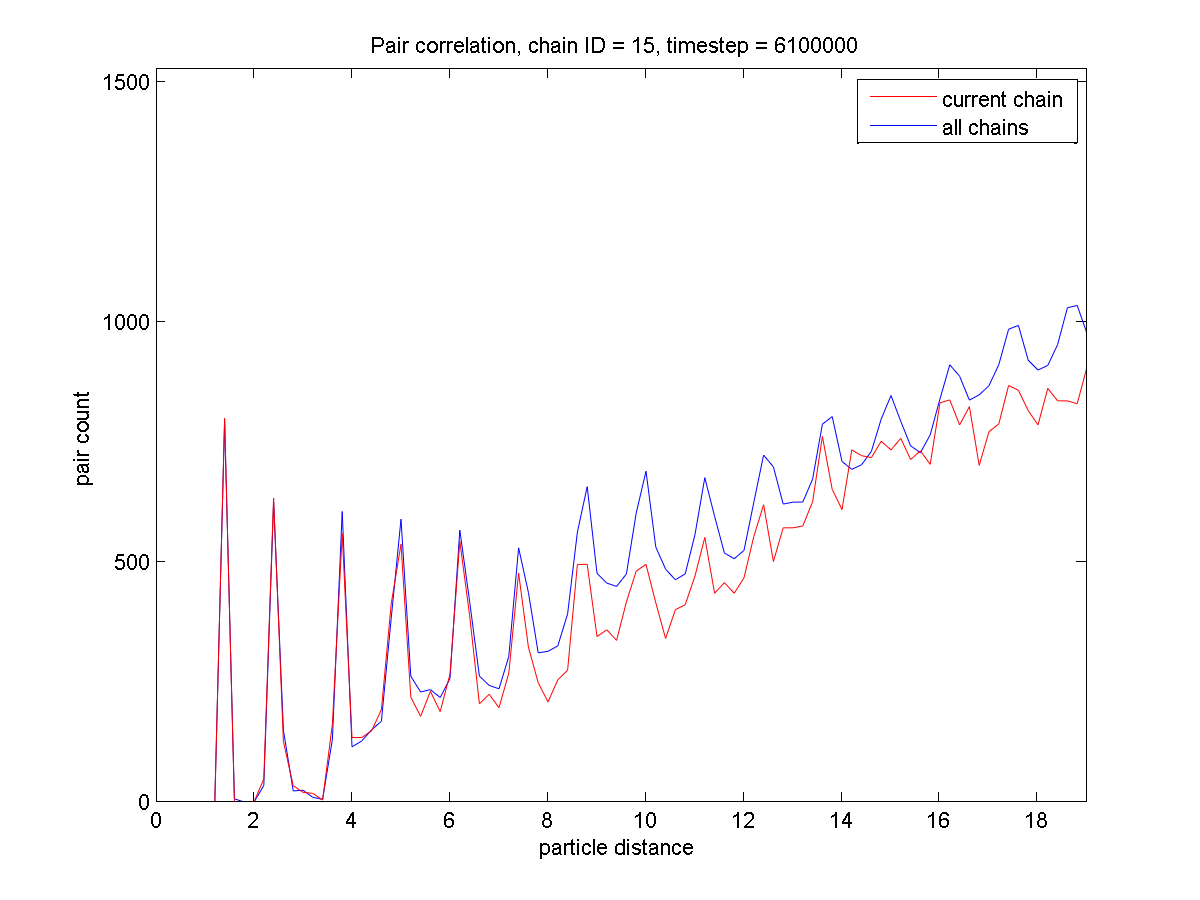 Pair correlation, chain ID = 15, timestep = 6100000
1500
current chain
all chains
1000
pair count
500
0
0 2 4 6 8 10 12 14 16 18
particle distance